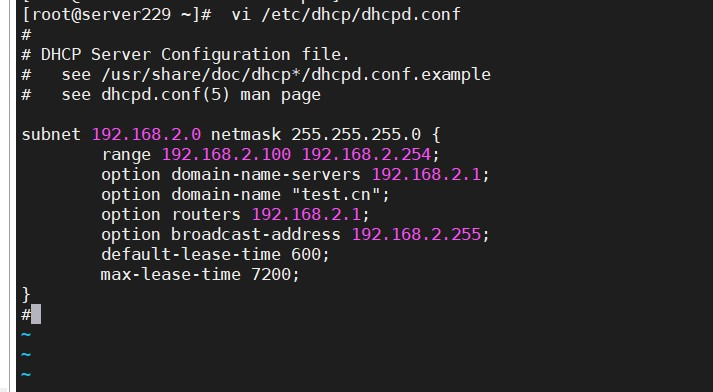 [root@server229 ~]#  vi /etc/dhcp/dhcpd.conf
#
# DHCP Server Configuration file.
#   see /usr/share/doc/dhcp*/dhcpd.conf.example
#   see dhcpd.conf(5) man page

subnet 192.168.2.0 netmask 255.255.255.0 {
        range 192.168.2.100 192.168.2.254;
        option domain-name-servers 192.168.2.1;
        option domain-name "test.cn";
        option routers 192.168.2.1;
        option broadcast-address 192.168.2.255;
        default-lease-time 600;
        max-lease-time 7200;
}
#
~
~
~